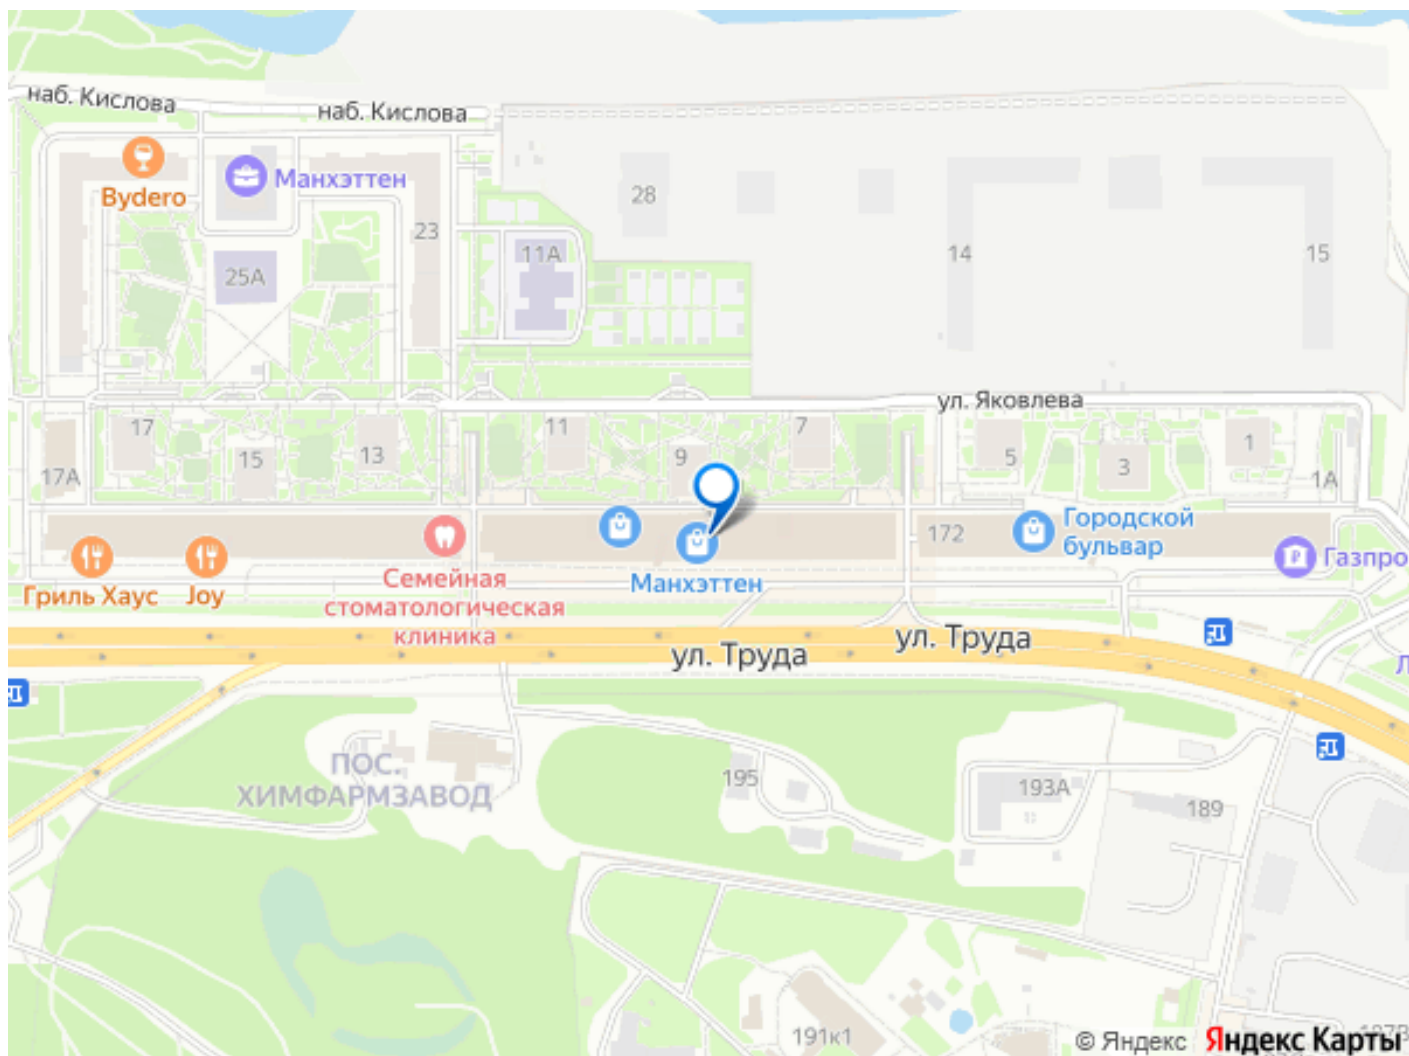 наб. Кислова
наб. Кислова
Bydero
Манхэттен
28
23
11А
14
15
25А
ул. Яковлева
17
15
13
11
9
7
5
3
1
17А
1А
172
Городской
бульвар
Газпро
Гриль Хаус
Joy
Семейная
стоматологическая
клиника
Манхэттен
ул. Труда
ул. Труда
Л
ПОС.
ХИМФАРМЗАВОД
195
193А
189
191к1
© Яндекс
Яндекс Карты